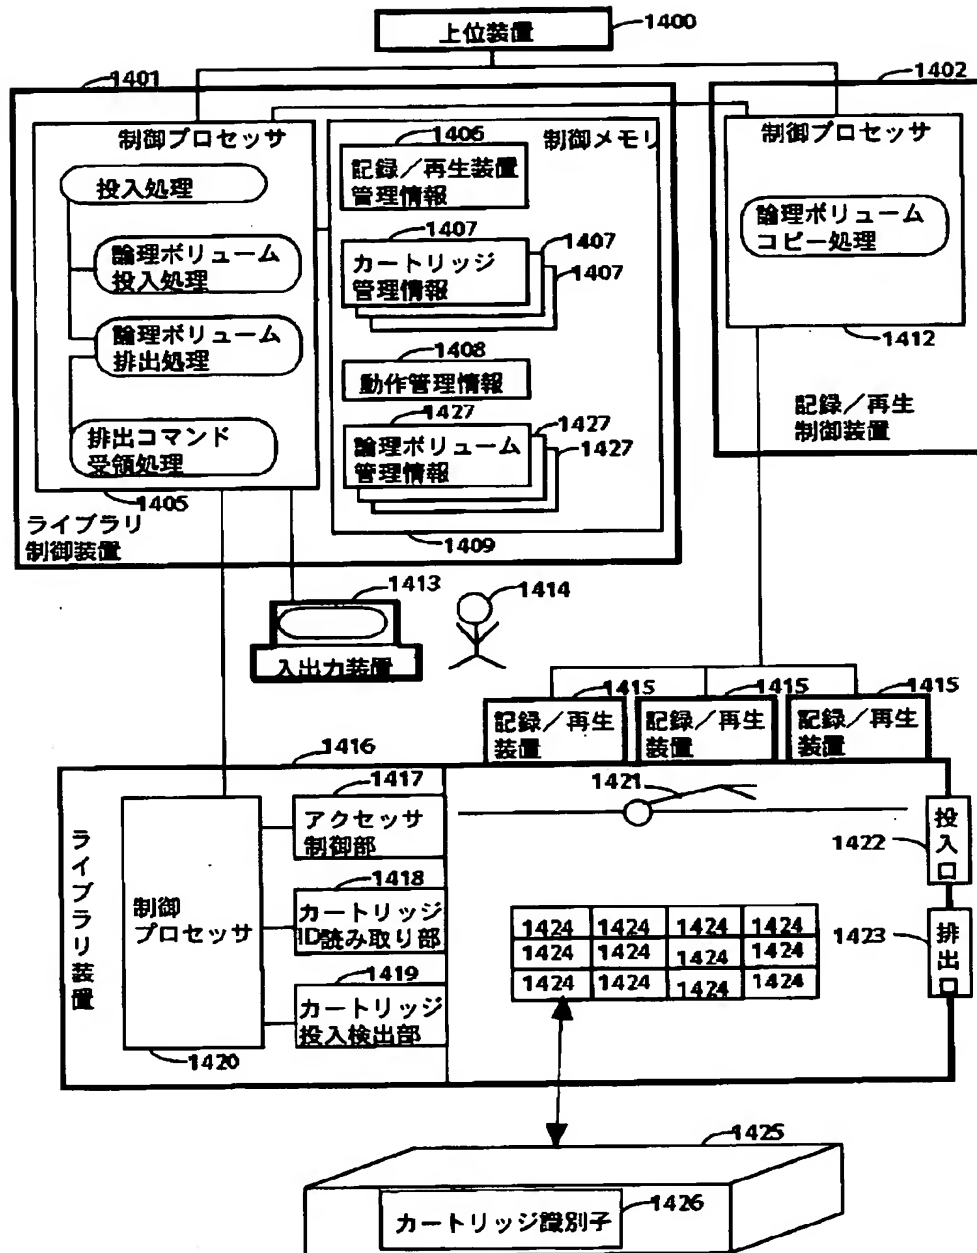 上位装置
1400
1401
1402
制御プロセッサ
投入処理
論理ボリューム
投入処理
論理ボリューム
排出処理
排出コマンド
受領処理
1405
ライブラリ
制御装置
制御メモリ
1406
記録／再生装置
管理情報
1407
1407
1407
カートリッジ
管理情報
1408
動作管理情報
1427
1427
1427
論理ボリューム
管理情報
1409
制御プロセッサ
論理ボリューム
コピー処理
1412
記録／再生
制御装置
1413
入出力装置
1414
1415
1415
1415
記録／再生
装置
記録／再生
装置
記録／再生
装置
1416
ライブラリ装置
制御
プロセッサ
1420
1417
アクセッサ
制御部
1418
カートリッジ
ID読み取り部
1419
カートリッジ
投入検出部
1421
1422
投入口
1423
排出口
1424 1424 1424 1424
1424 1424 1424 1424
1424 1424 1424 1424
1425
カートリッジ識別子
1426